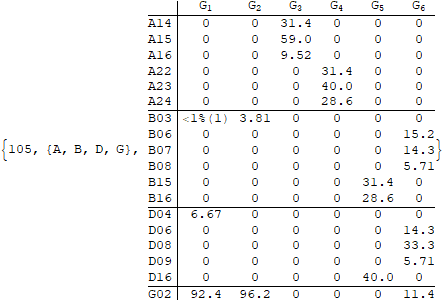 G1 G2 G3 G4 G5 G6
A14 0 0 31.4 0 0 0
A15 0 0 59.0 0 0 0
A16 0 0 9.52 0 0 0
A22 0 0 0 31.4 0 0
A23 0 0 0 40.0 0 0
A24 0 0 0 28.6 0 0
B03 <1%(1) 3.81 0 0 0 0
B06 0 0 0 0 0 15.2
{105, {A, B, D, G}, B07 0 0 0 0 0 14.3}
B08 0 0 0 0 0 5.71
B15 0 0 0 0 31.4 0
B16 0 0 0 0 28.6 0
D04 6.67 0 0 0 0 0
D06 0 0 0 0 0 14.3
D08 0 0 0 0 0 33.3
D09 0 0 0 0 0 5.71
D16 0 0 0 0 40.0 0
G02 92.4 96.2 0 0 0 11.4